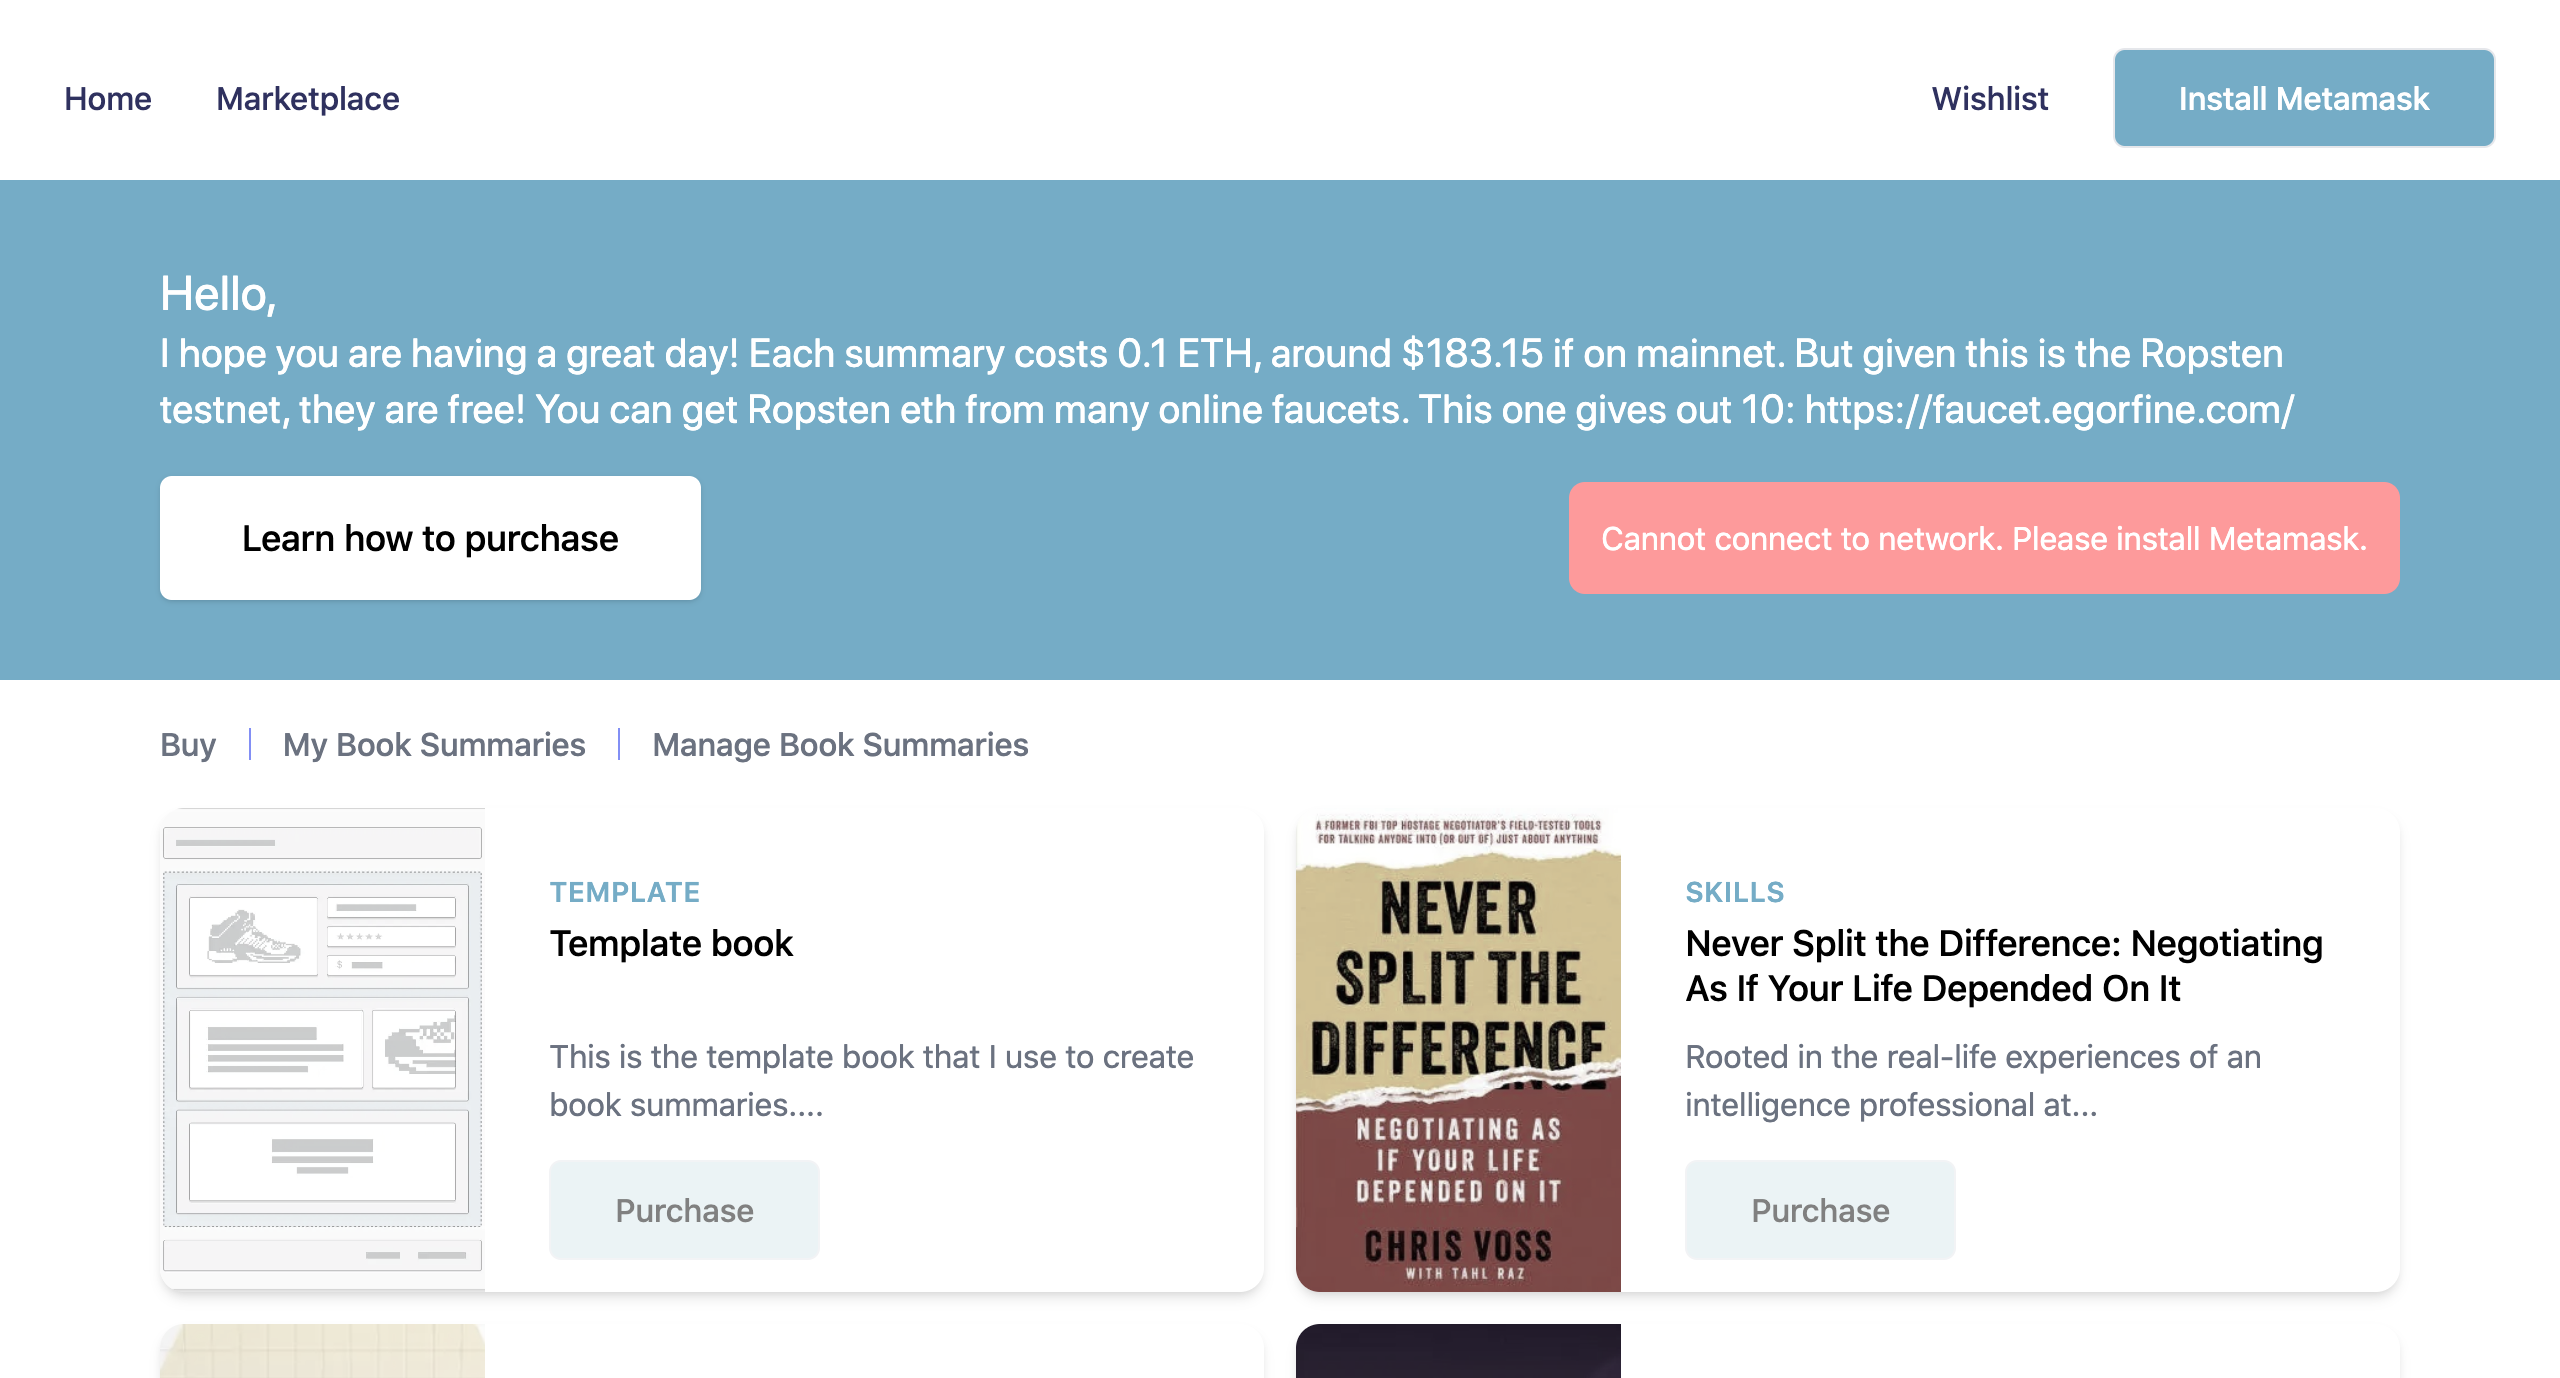 Home
Marketplace
Wishlist
Install Metamask
Hello,
I hope you are having a great day! Each summary costs 0.1 ETH, around $183.15 if on mainnet. But given this is the Ropsten
testnet, they are free! You can get Ropsten eth from many online faucets. This one gives out 10: https://faucet.egorfine.com/
Learn how to purchase
Cannot connect to network. Please install Metamask.
Buy
My Book Summaries
Manage Book Summaries
$
TEMPLATE
Template book
This is the template book that I use to create
book summaries....
Purchase
A FORMER FBI TOP HOSTAGE NEGOTIATOR'S FIELD-TESTED TOOLS
FOR TALKING ANYONE INTO (OR OUT OF) JUST ABOUT ANYTHING
NEVER
SPLIT THE
DIFFERENCE
NEGOTIATING AS
IF YOUR LIFE
DEPENDED ON IT
CHRIS VOSS
WITH TAHL RAZ
SKILLS
Never Split the Difference: Negotiating
As If Your Life Depended On It
Rooted in the real-life experiences of an
intelligence professional at...
Purchase